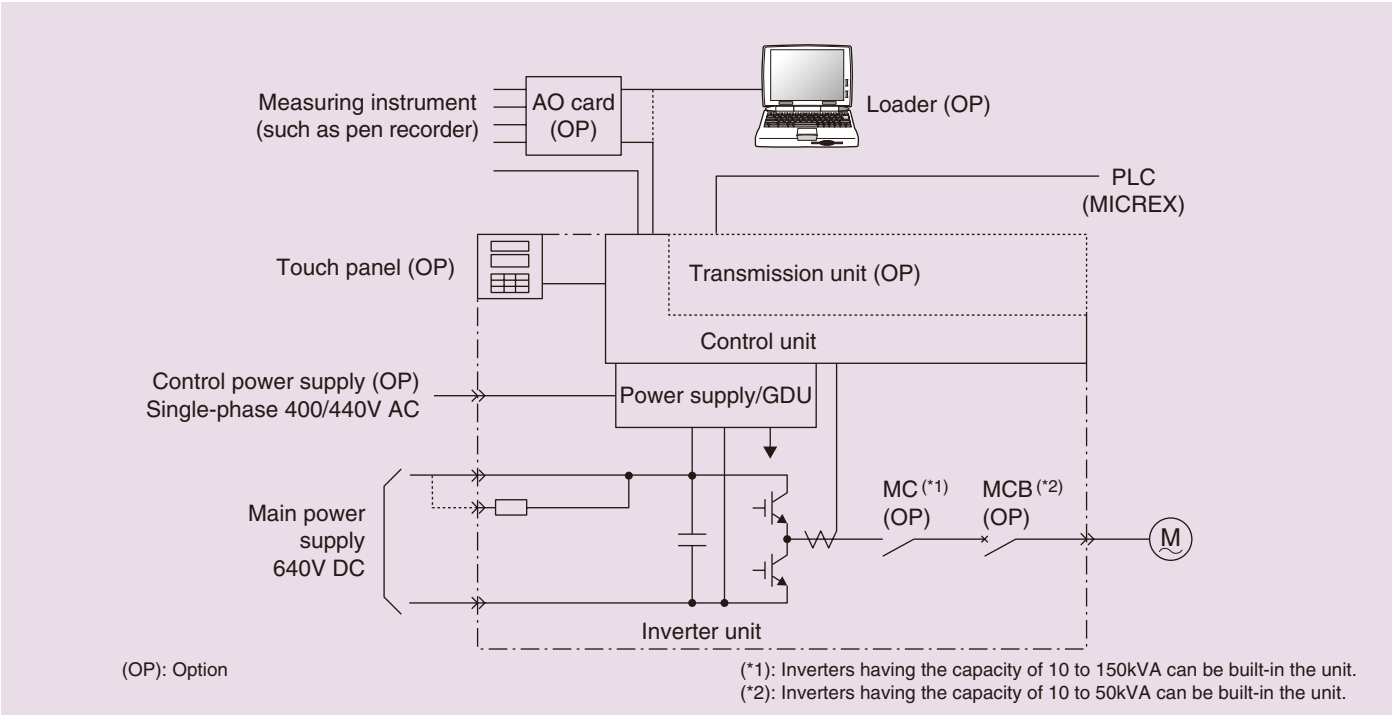 Measuring instrument
(such as pen recorder)
AO card
(OP)
Loader (OP)
PLC
(MICREX)
Touch panel (OP)
Transmission unit (OP)
Control unit
Control power supply (OP)
Single-phase 400/440V AC
Power supply/GDU
Main power
supply
640V DC
MC (*1)
(OP)
MCB (*2)
(OP)
M
Inverter unit
(OP): Option
(*1): Inverters having the capacity of 10 to 150kVA can be built-in the unit.
(*2): Inverters having the capacity of 10 to 50kVA can be built-in the unit.